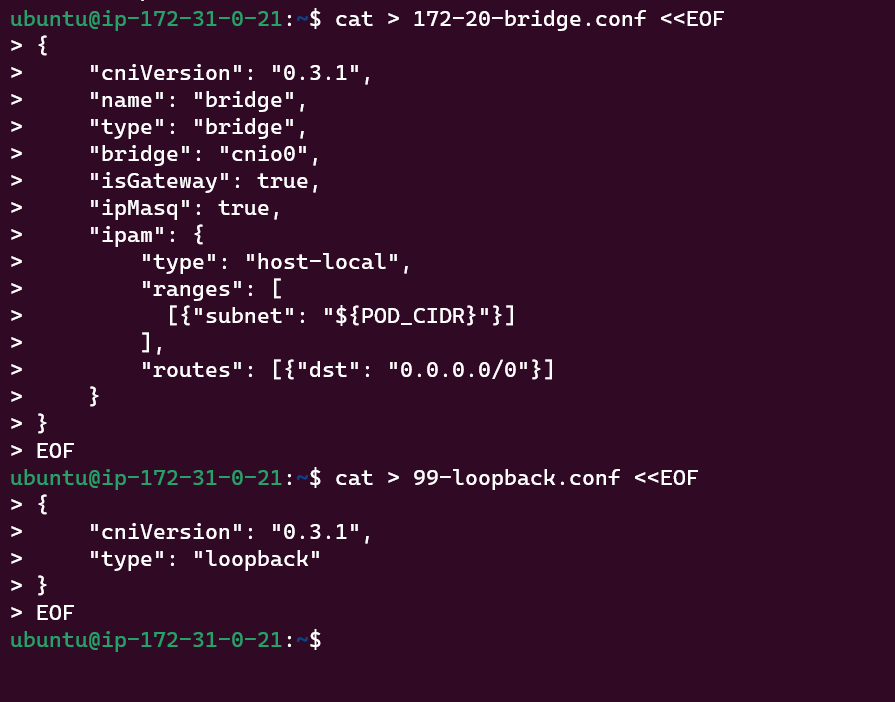 ubuntu@ip-172-31-0-21:~$ cat > 172-20-bridge.conf <<EOF
> {
>     "cniVersion": "0.3.1",
>     "name": "bridge",
>     "type": "bridge",
>     "bridge": "cnio0",
>     "isGateway": true,
>     "ipMasq": true,
>     "ipam": {
>         "type": "host-local",
>         "ranges": [
>           [{"subnet": "${POD_CIDR}"}]
>         ],
>         "routes": [{"dst": "0.0.0.0/0"}]
>     }
> }
> EOF
ubuntu@ip-172-31-0-21:~$ cat > 99-loopback.conf <<EOF
> {
>     "cniVersion": "0.3.1",
>     "type": "loopback"
> }
> EOF
ubuntu@ip-172-31-0-21:~$